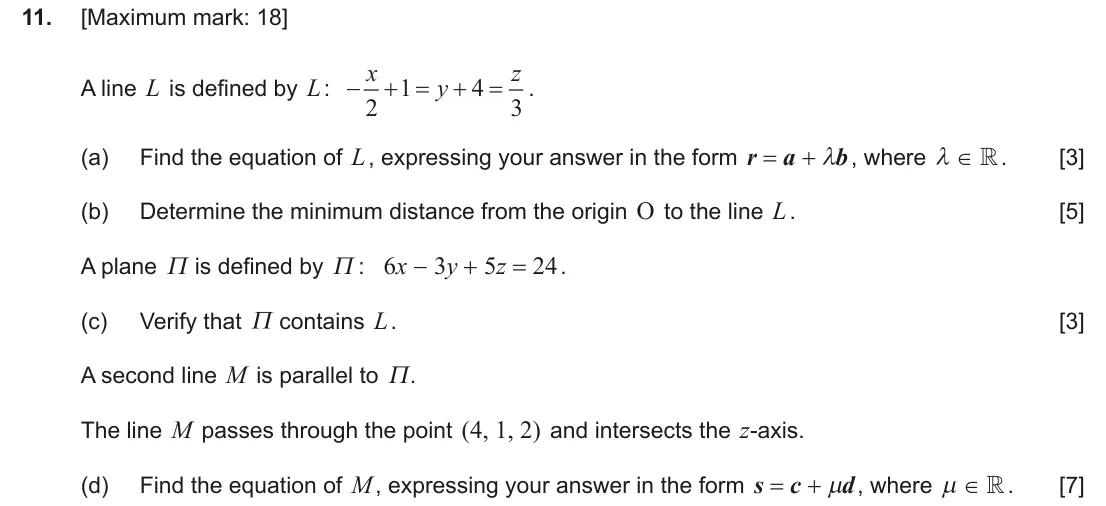 11. [Maximum mark: 18]
A line L is defined by L: −x/2 + 1 = y + 4 = z/3.
(a) Find the equation of L, expressing your answer in the form r = a + λb, where λ ∈ ℝ. [3]
(b) Determine the minimum distance from the origin O to the line L. [5]
A plane Π is defined by Π: 6x − 3y + 5z = 24.
(c) Verify that Π contains L. [3]
A second line M is parallel to Π.
The line M passes through the point (4, 1, 2) and intersects the z-axis.
(d) Find the equation of M, expressing your answer in the form s = c + μd, where μ ∈ ℝ. [7]